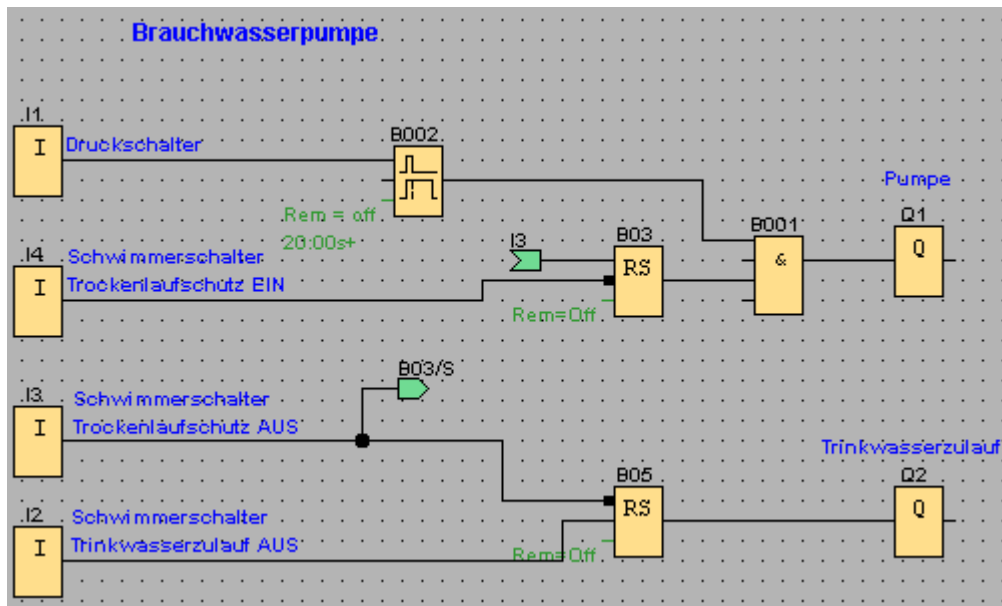 Brauchwasserpumpe
I1
I
Druckschalter
B002
Rem = off
20:00s+
Pumpe
Q1
Q
B001
&
I4
I
Schwimmerschalter
Trockenlaufschutz EIN
I3
B03
RS
Rem=Off
B03/S
I3
I
Schwimmerschalter
Trockenlaufschutz AUS
Trinkwasserzulauf
Q2
Q
B05
RS
Rem=Off
I2
I
Schwimmerschalter
Trinkwasserzulauf AUS